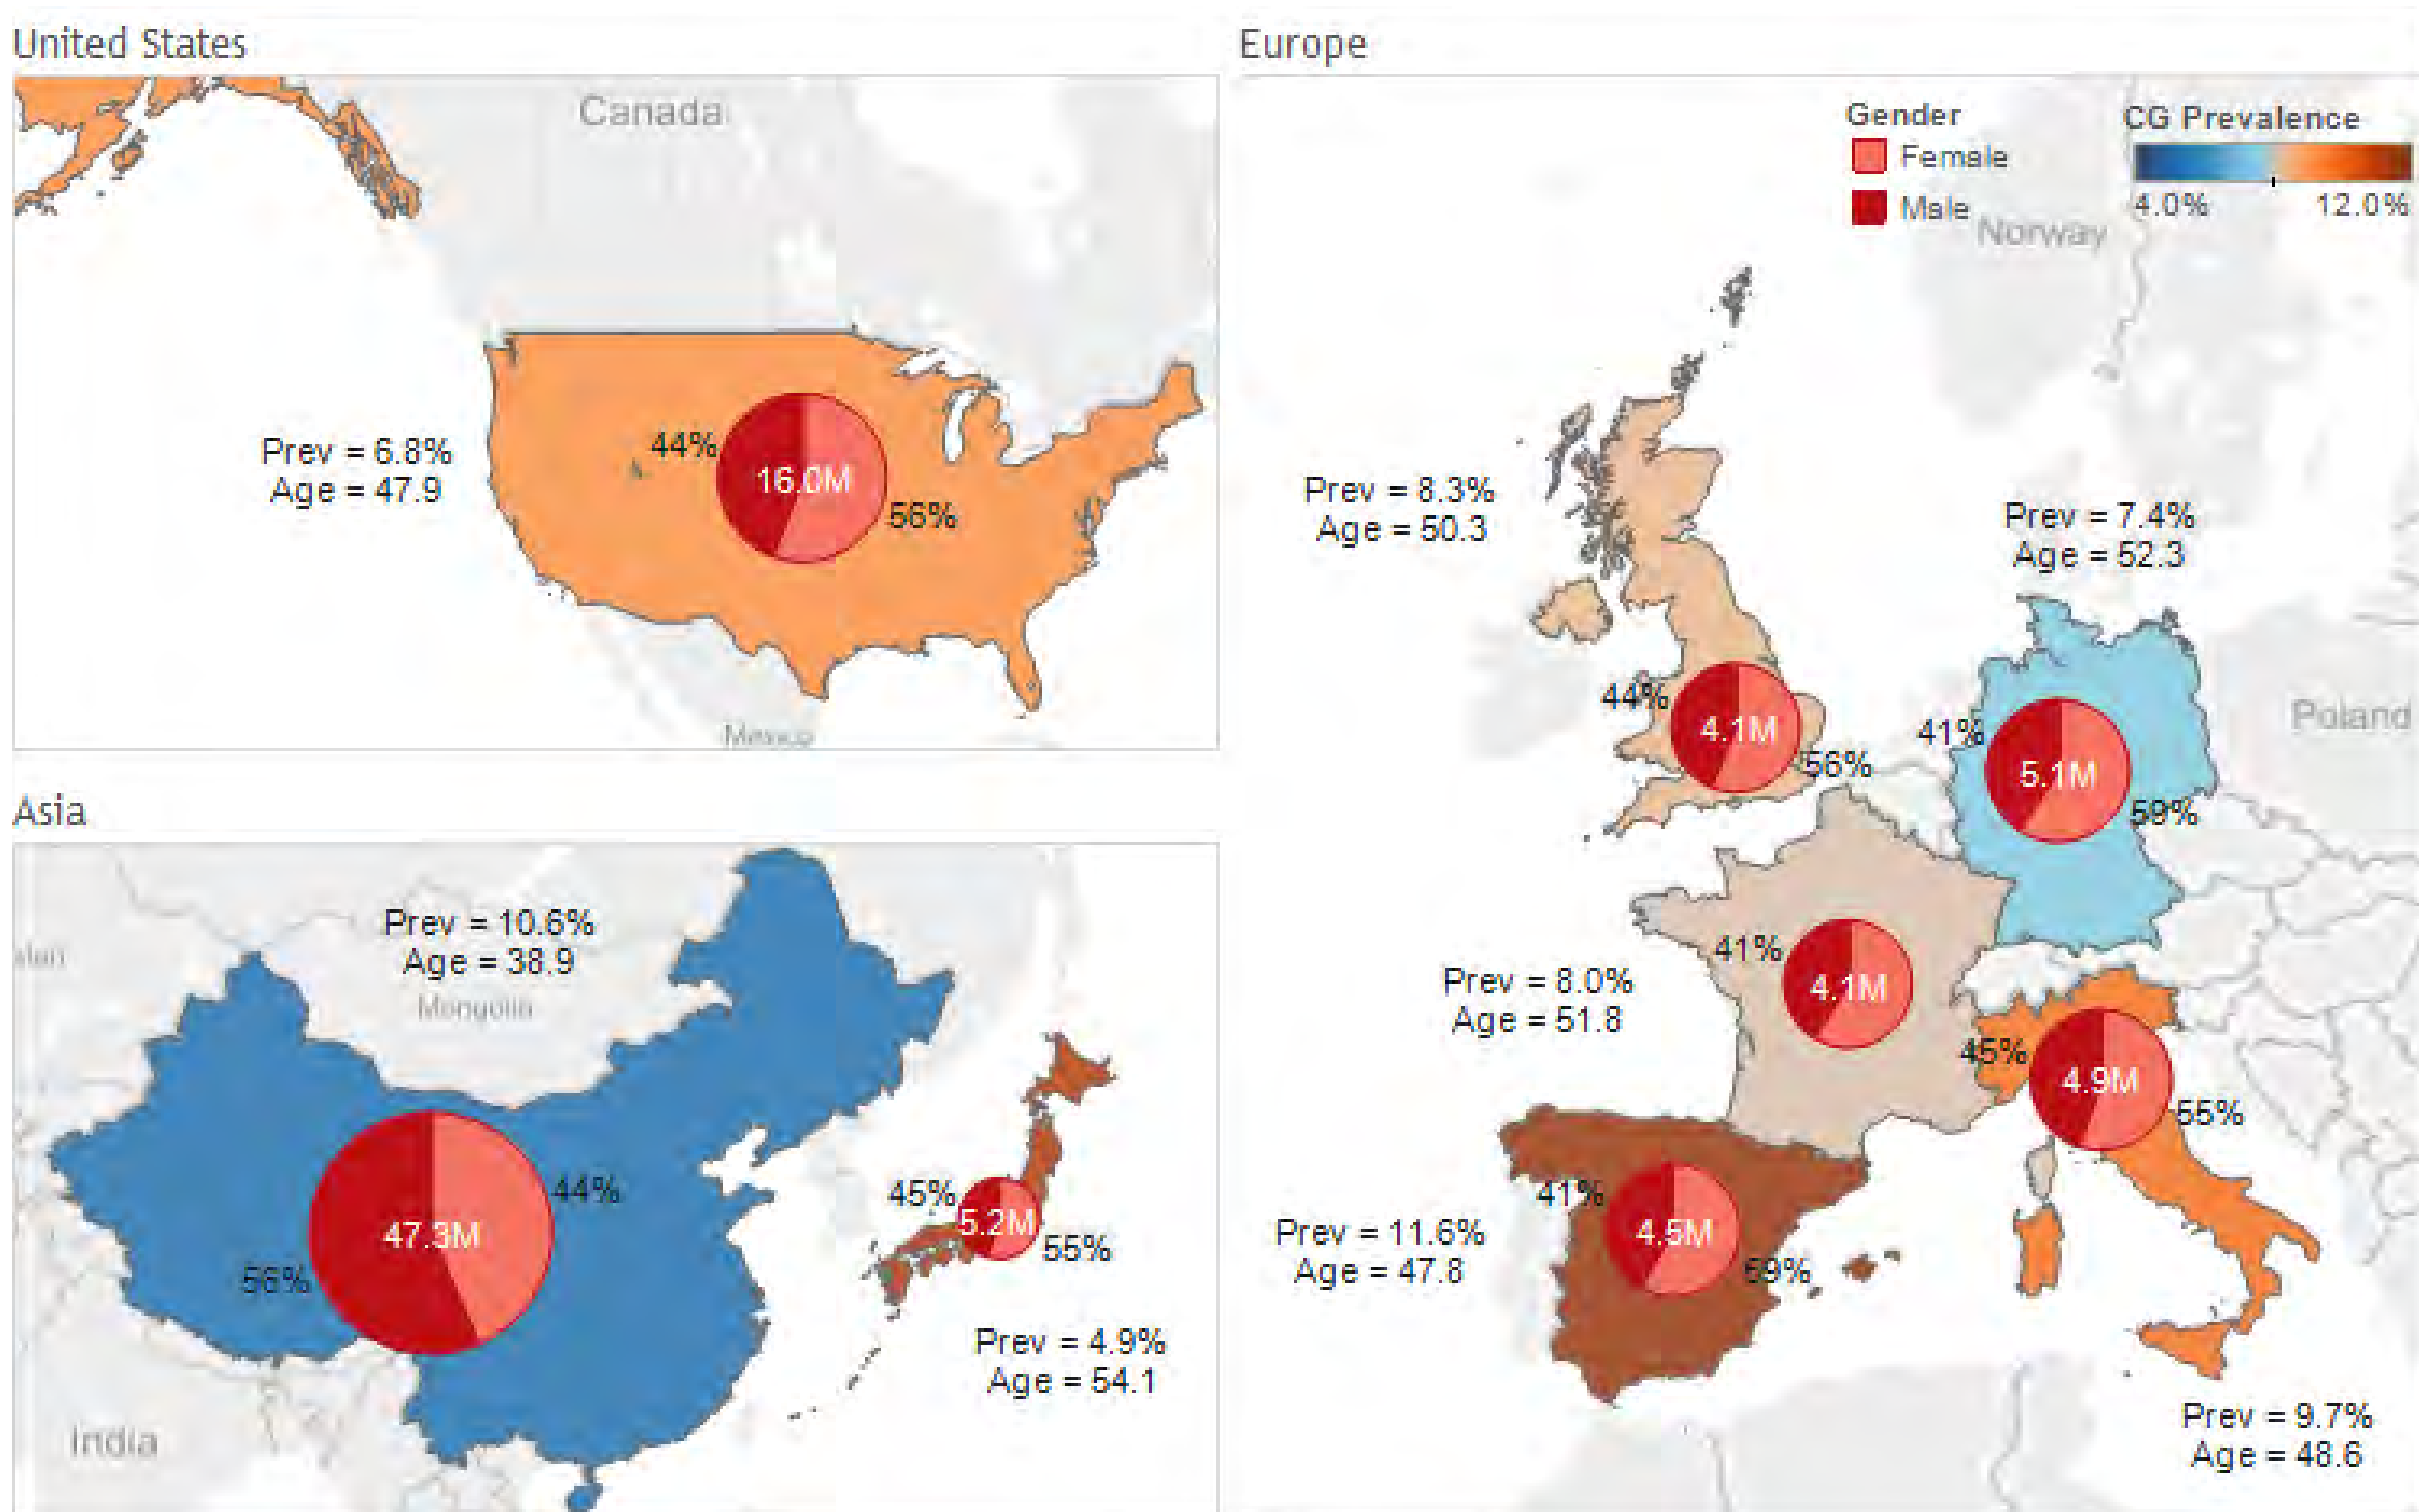 United States
Canada
Prev = 6.8%
Age = 47.9
44%
16.0M
56%
Mexico
Asia
Prev = 10.6%
Age = 38.9
Mongolia
47.3M
44%
56%
45%
5.2M
55%
Prev = 4.9%
Age = 54.1
India
Europe
Gender
Female
Male
CG Prevalence
4.0%
12.0%
Norway
Prev = 8.3%
Age = 50.3
Prev = 7.4%
Age = 52.3
44%
4.1M
56%
41%
5.1M
59%
Poland
41%
4.1M
Prev = 8.0%
Age = 51.8
45%
4.9M
55%
41%
4.5M
59%
Prev = 11.6%
Age = 47.8
Prev = 9.7%
Age = 48.6